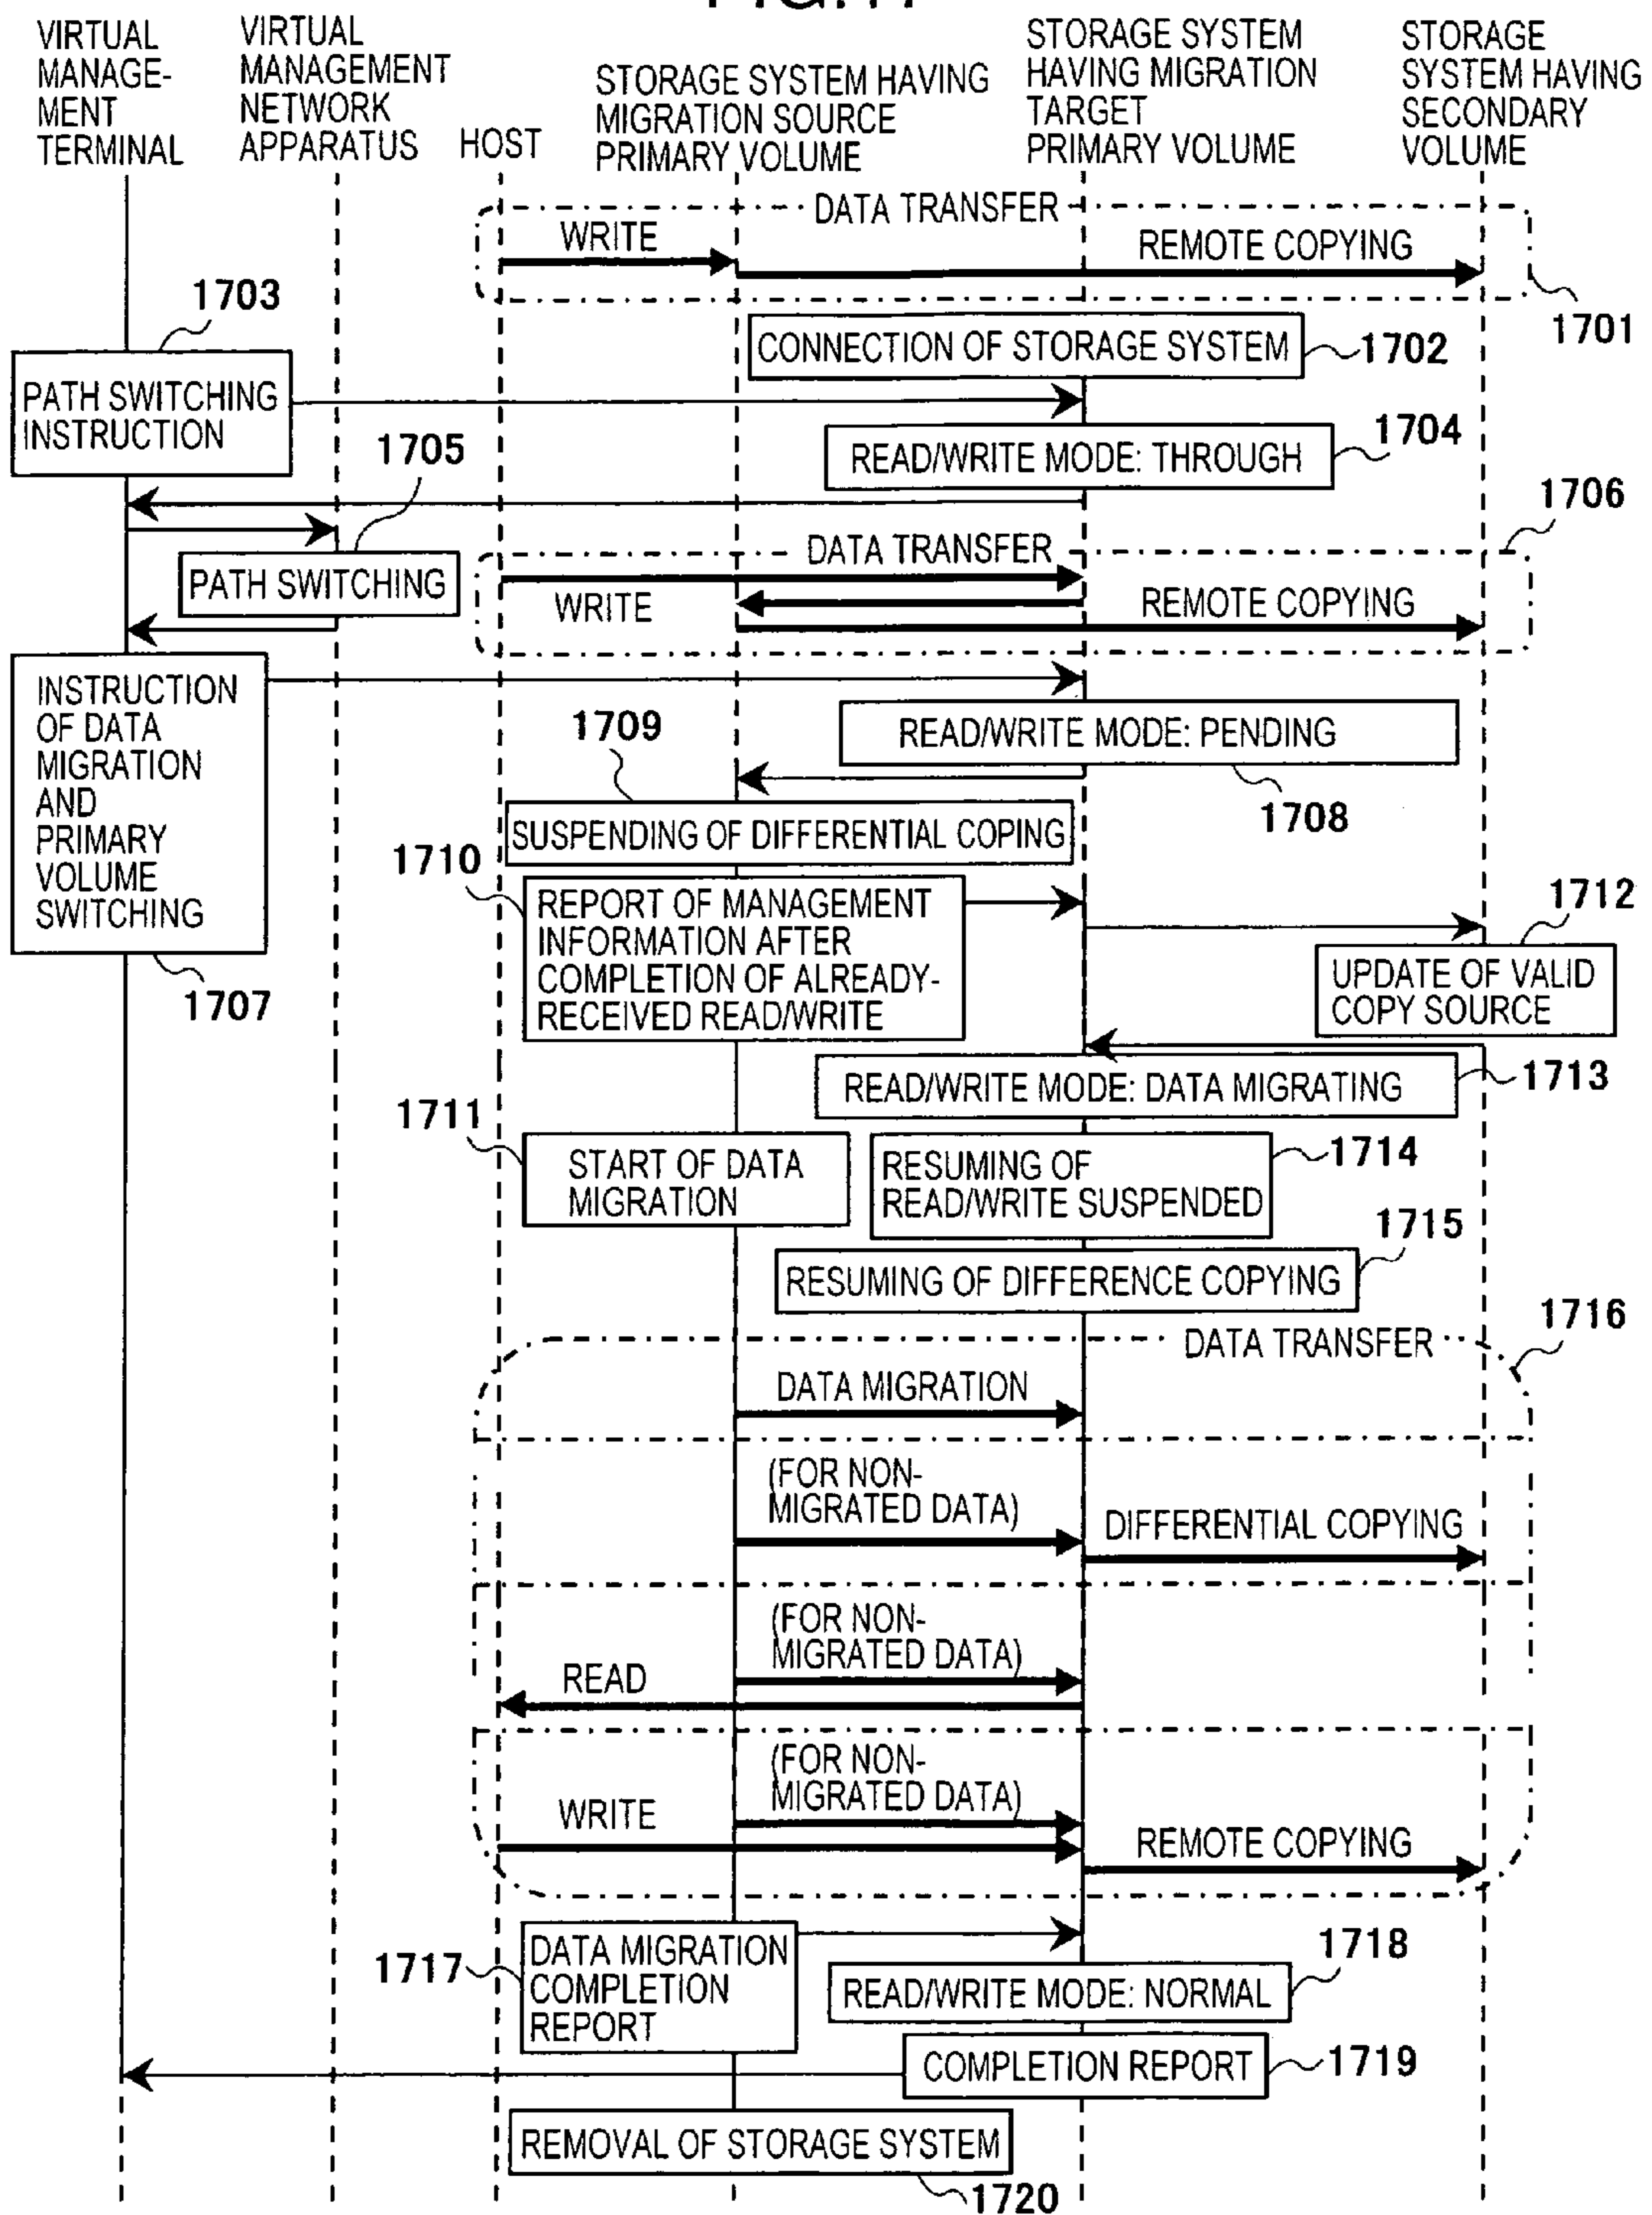 VIRTUAL
MANAGE-
MENT
TERMINAL
VIRTUAL
MANAGEMENT
NETWORK
APPARATUS
HOST
STORAGE SYSTEM HAVING
MIGRATION SOURCE
PRIMARY VOLUME
STORAGE SYSTEM
HAVING MIGRATION
TARGET
PRIMARY VOLUME
STORAGE
SYSTEM HAVING
SECONDARY
VOLUME
DATA TRANSFER
WRITE
REMOTE COPYING
1701
1703
CONNECTION OF STORAGE SYSTEM
1702
PATH SWITCHING
INSTRUCTION
1704
READ/WRITE MODE: THROUGH
1705
1706
DATA TRANSFER
PATH SWITCHING
WRITE
REMOTE COPYING
INSTRUCTION
OF DATA
MIGRATION
AND
PRIMARY
VOLUME
SWITCHING
1707
READ/WRITE MODE: PENDING
1708
1709
SUSPENDING OF DIFFERENTIAL COPING
1710
REPORT OF MANAGEMENT
INFORMATION AFTER
COMPLETION OF ALREADY-
RECEIVED READ/WRITE
1712
UPDATE OF VALID
COPY SOURCE
READ/WRITE MODE: DATA MIGRATING
1713
1711
START OF DATA
MIGRATION
RESUMING OF
READ/WRITE SUSPENDED
1714
1715
RESUMING OF DIFFERENCE COPYING
1716
DATA TRANSFER
DATA MIGRATION
(FOR NON-
MIGRATED DATA)
DIFFERENTIAL COPYING
(FOR NON-
MIGRATED DATA)
READ
(FOR NON-
MIGRATED DATA)
WRITE
REMOTE COPYING
1717
DATA MIGRATION
COMPLETION
REPORT
1718
READ/WRITE MODE: NORMAL
COMPLETION REPORT
1719
REMOVAL OF STORAGE SYSTEM
1720